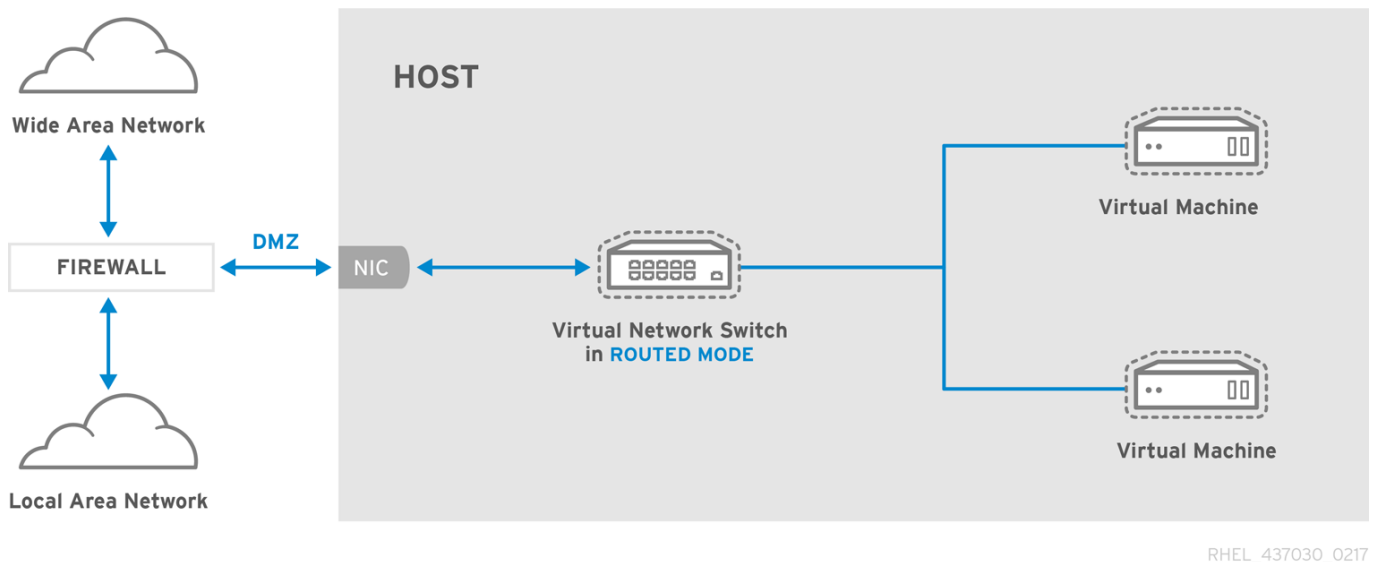 HOST
Wide Area Network
Virtual Machine
DMZ
FIREWALL
NIC
Virtual Network Switch
in ROUTED MODE
Virtual Machine
Local Area Network
RHEL 437030 0217